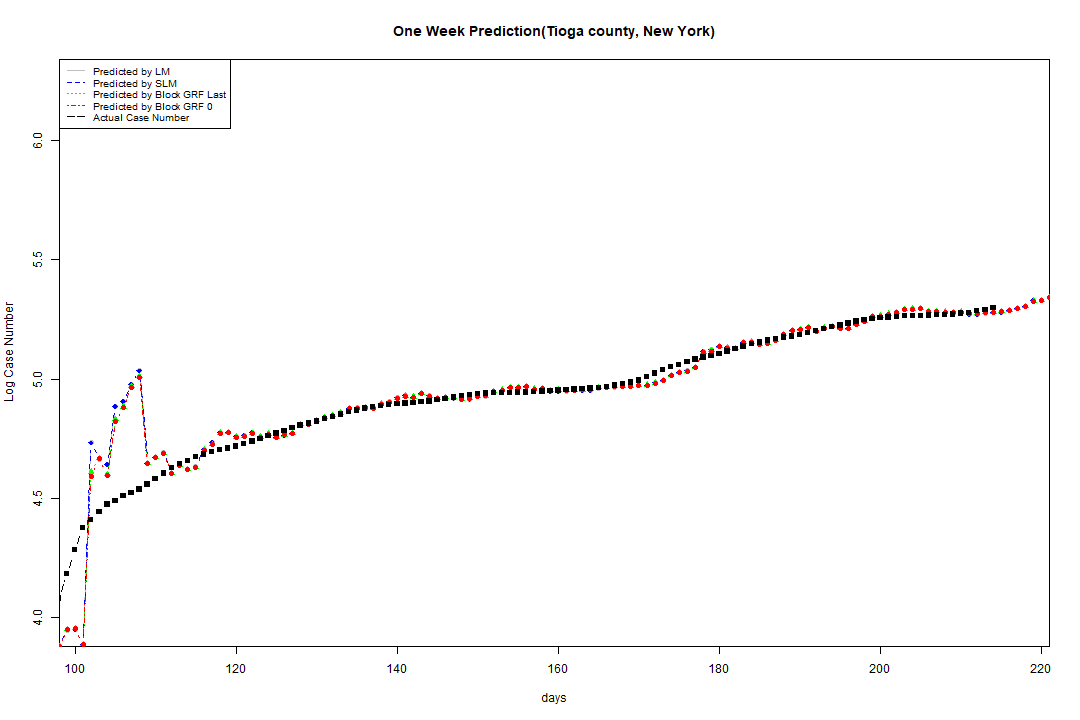 One Week Prediction(Tioga county, New York)
Predicted by LM
Predicted by SLM
Predicted by Block GRF Last
Predicted by Block GRF 0
Actual Case Number
6.0
5.5
5.0
4.5
4.0
Log Case Number
100 120 140 160 180 200 220
days